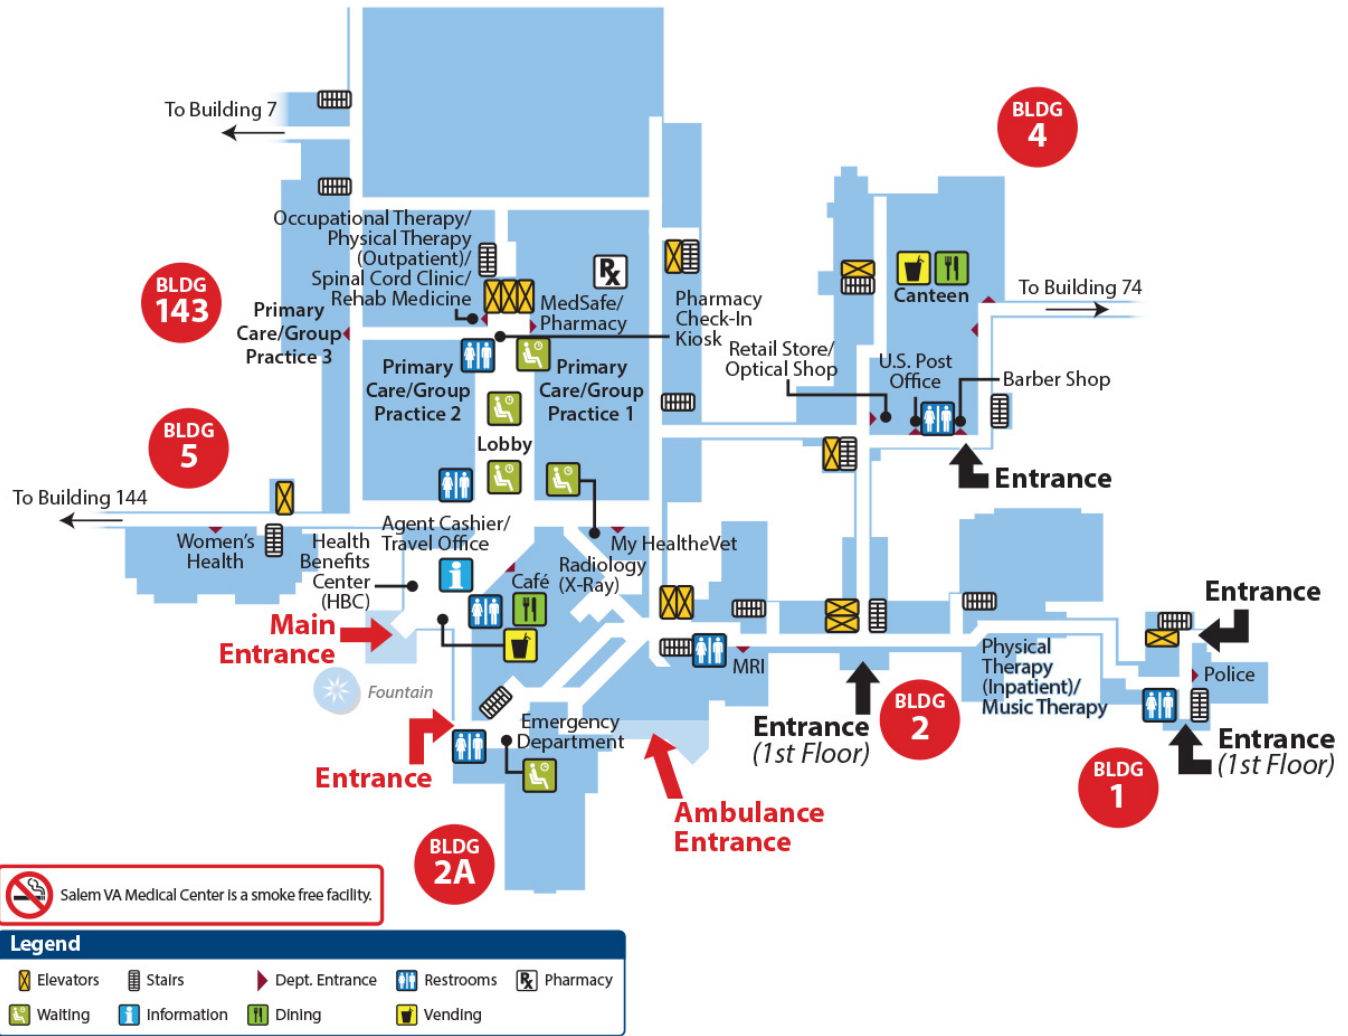 To Building 7
BLDG
4
Occupational Therapy/
Physical Therapy
(Outpatient)/
Spinal Cord Clinic/
Rehab Medicine
BLDG
143
Primary
Care/Group
Practice 3
Rx
MedSafe/
Pharmacy
Pharmacy
Check-In
Kiosk
Canteen
To Building 74
Retail Store/
Optical Shop
U.S. Post
Office
Barber Shop
Primary
Care/Group
Practice 2
Primary
Care/Group
Practice 1
BLDG
5
Lobby
Entrance
To Building 144
Women's
Health
Health
Benefits
Center
(HBC)
Agent Cashier/
Travel Office
i
Café
Radiology
(X-Ray)
My HealtheVet
Main
Entrance
Fountain
MRI
Physical
Therapy
(Inpatient)/
Music Therapy
Entrance
Police
Entrance
Emergency
Department
Entrance
(1st Floor)
BLDG
2
Entrance
(1st Floor)
BLDG
1
Ambulance
Entrance
BLDG
2A
Salem VA Medical Center is a smoke free facility.
Legend
Elevators Stairs Dept. Entrance Restrooms Rx Pharmacy
Waiting i Information Dining Vending